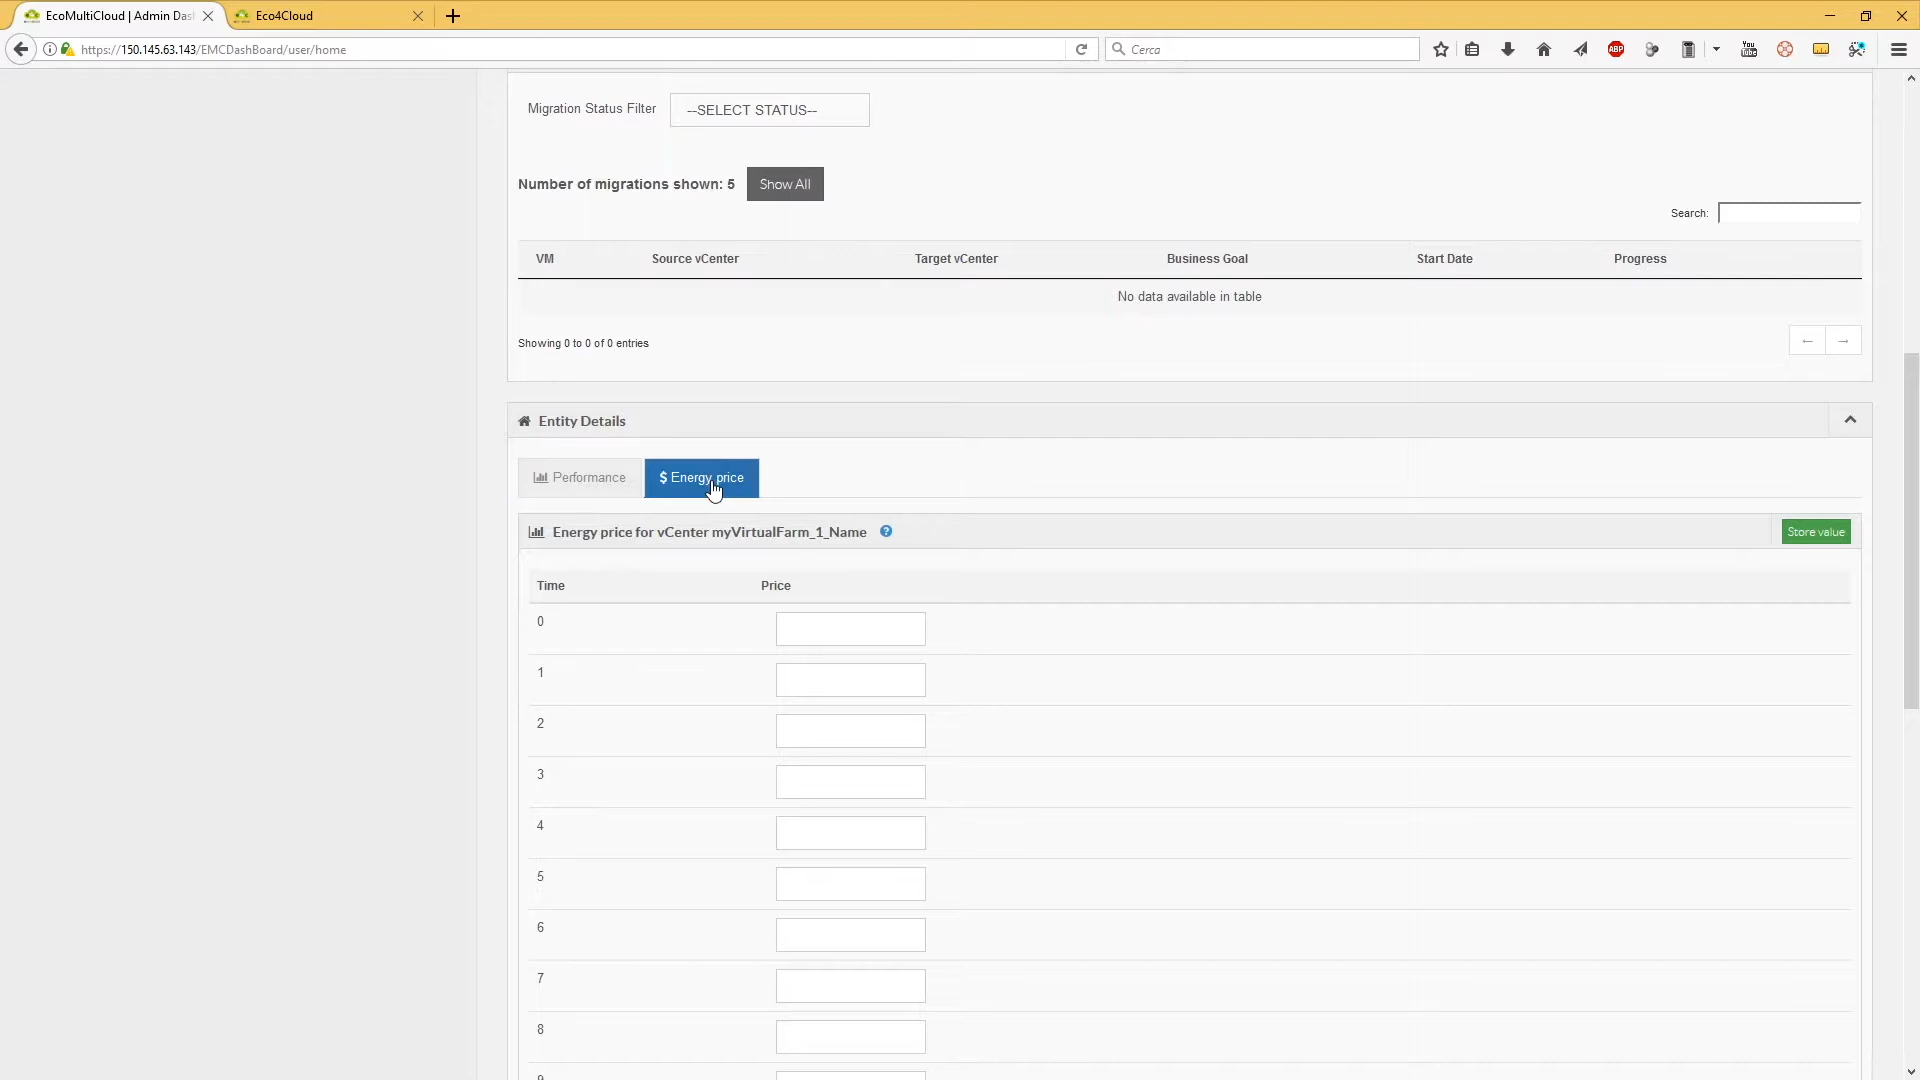 EcoMultiCloud | Admin Das
Eco4Cloud
https://150.145.63.143/EMCDashBoard/user/home
Cerca
ABP
You
Migration Status Filter
--SELECT STATUS--
Number of migrations shown: 5
Show All
Search:
VM Source vCenter Target vCenter Business Goal Start Date Progress
No data available in table
Showing 0 to 0 of 0 entries
← →
Entity Details
Performance
$ Energy price
Energy price for vCenter myVirtualFarm_1_Name ?
Store value
Time Price
0
1
2
3
4
5
6
7
8
9